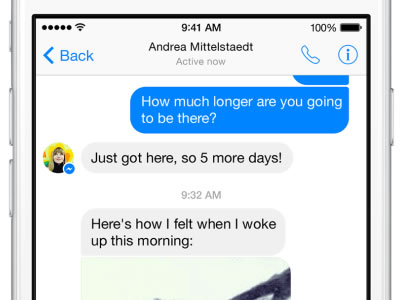 9:41 AM
100%
Back
Andrea Mittelstaedt
Active now
How much longer are you going
to be there?
Just got here, so 5 more days!
9:32 AM
Here's how I felt when I woke
up this morning: